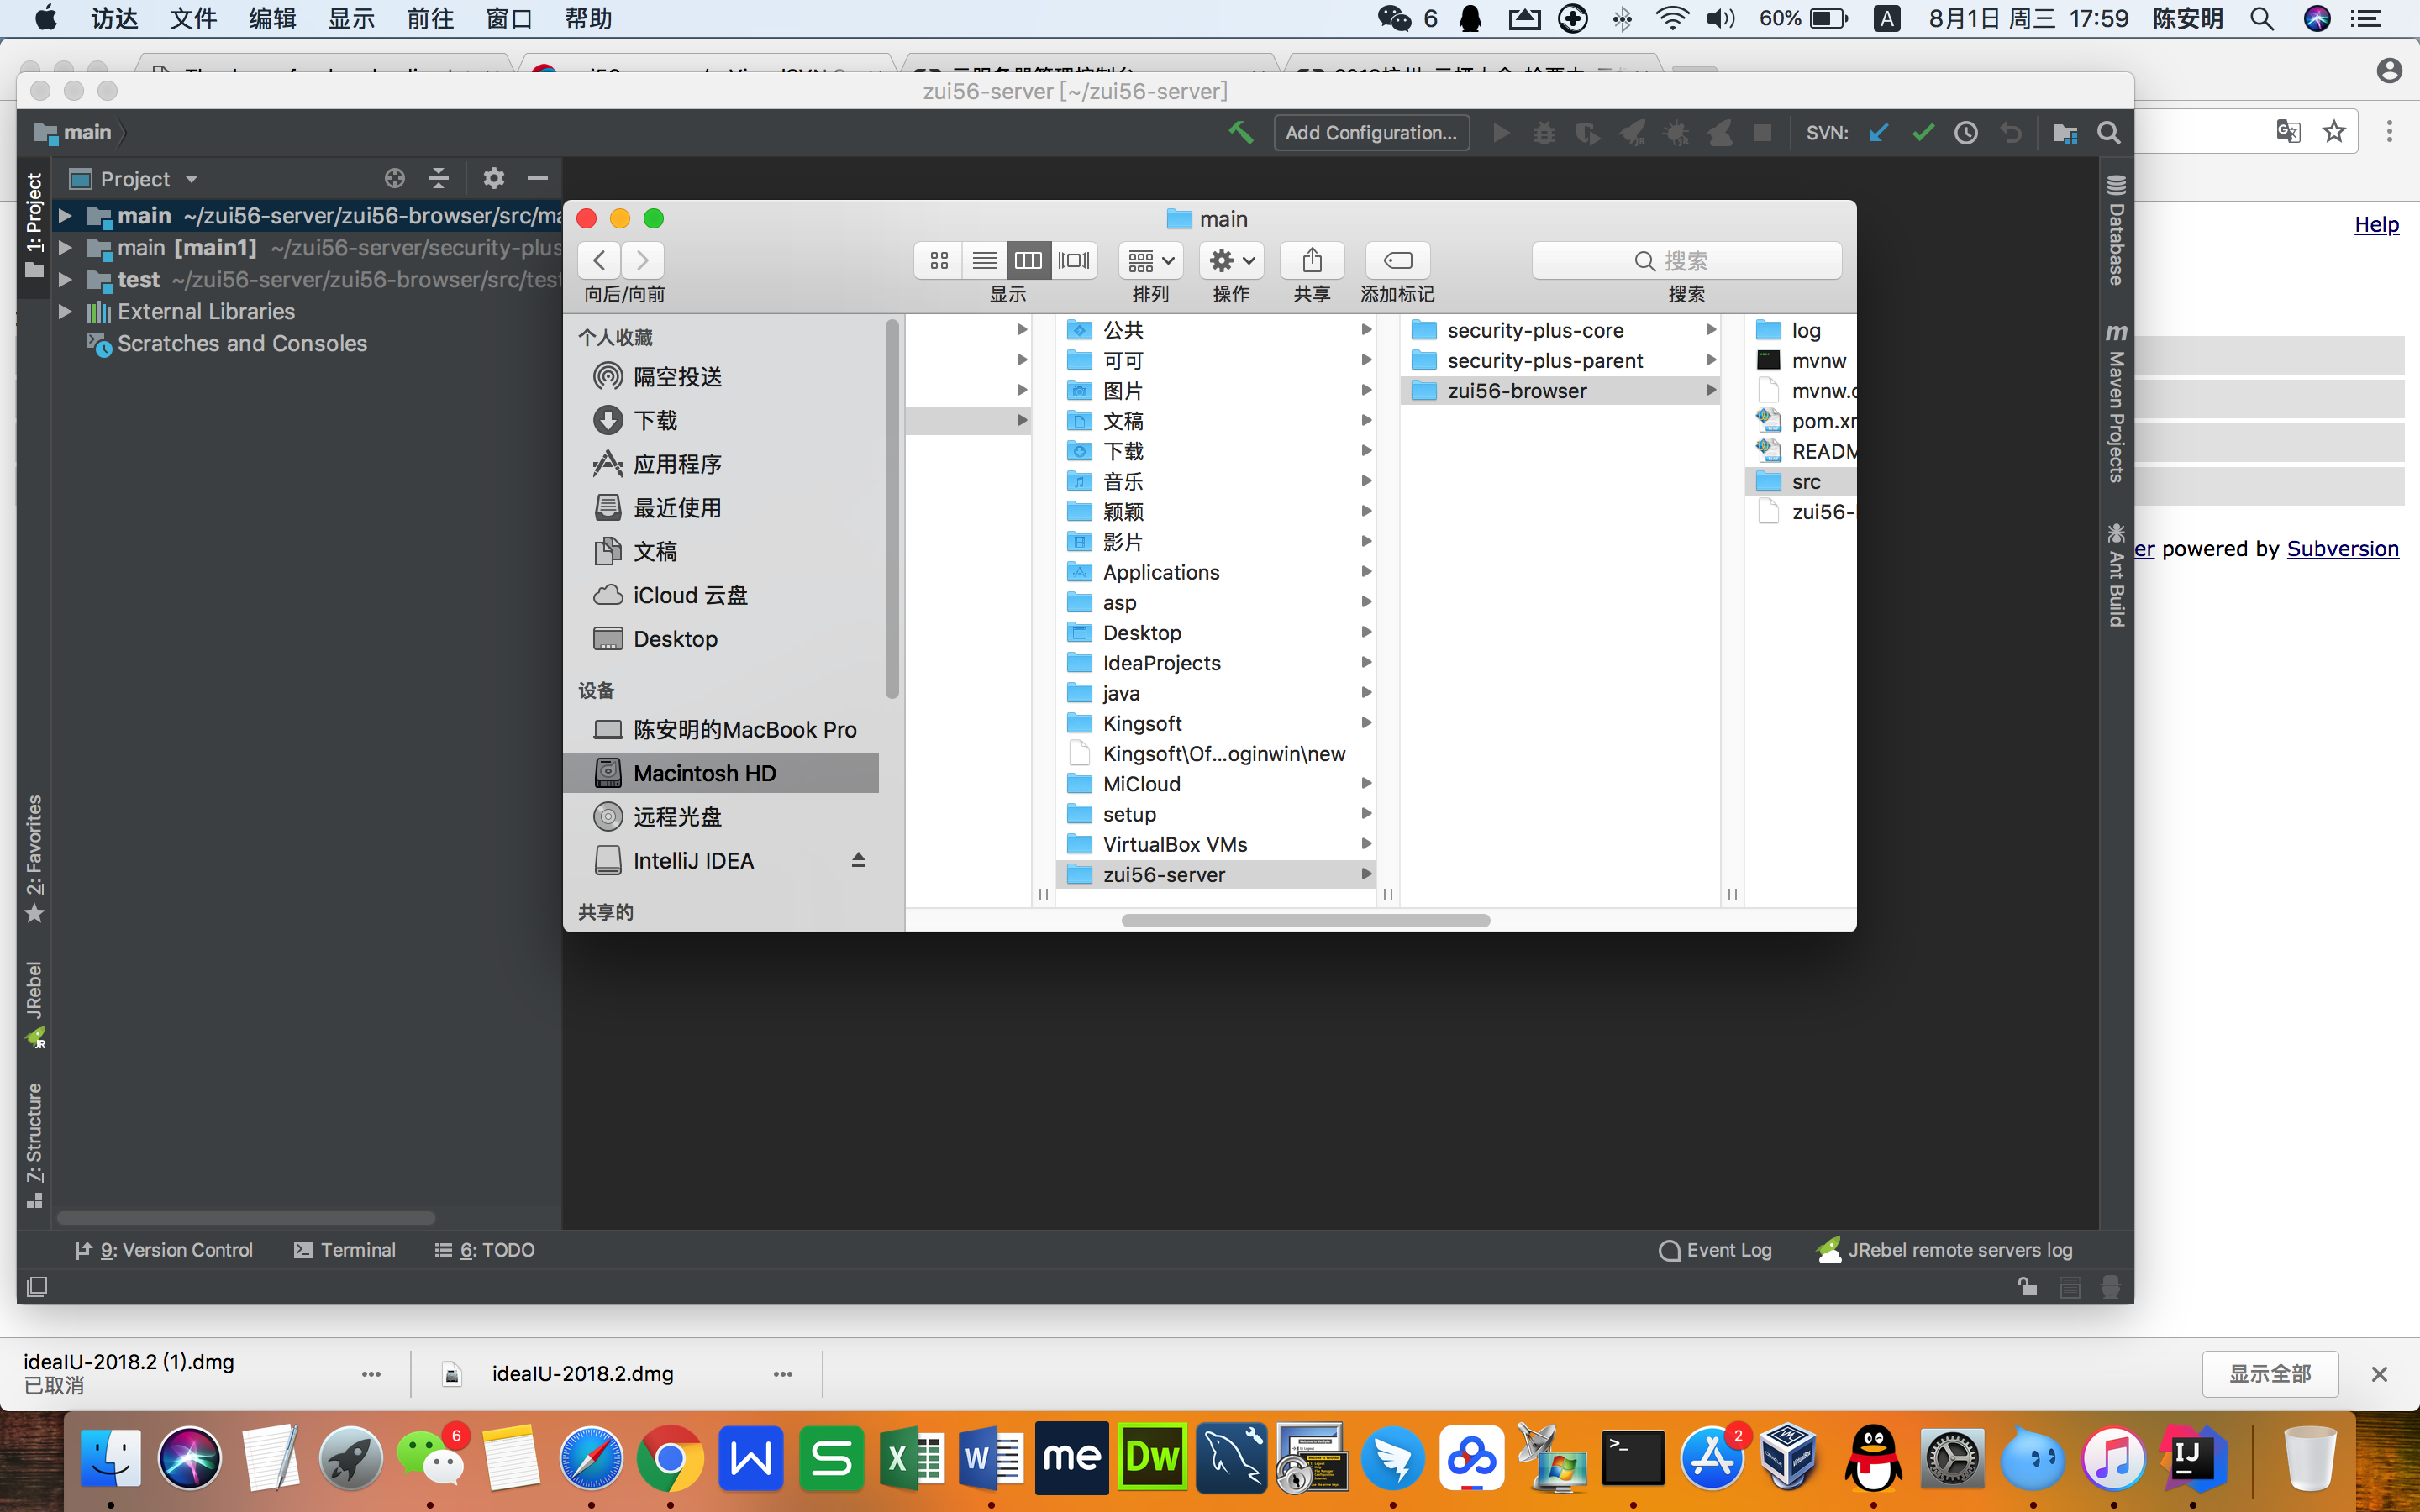 访达 文件 编辑 显示 前往 窗口 帮助 6 60% A 8月1日 周三 17:59 陈安明
zui56-server [~/zui56-server]
main Add Configuration... SVN:
Project
main ~/zui56-server/zui56-browser/src/ma
main [main1] ~/zui56-server/security-plus
test ~/zui56-server/zui56-browser/src/test
External Libraries
Scratches and Consoles
1: Project
2: Favorites
JRebel
JR
7: Structure
main
搜索
向后/向前 显示 排列 操作 共享 添加标记 搜索
个人收藏
隔空投送
下载
应用程序
最近使用
文稿
iCloud 云盘
Desktop
设备
陈安明的MacBook Pro
Macintosh HD
远程光盘
IntelliJ IDEA
共享的
公共
可可
图片
文稿
下载
音乐
颖颖
影片
Applications
asp
Desktop
IdeaProjects
java
Kingsoft
Kingsoft\Of...oginwin\new
MiCloud
setup
VirtualBox VMs
zui56-server
security-plus-core
security-plus-parent
zui56-browser
log
mvnw
mvnw.c
pom.xr
READM
src
zui56-
Database
m Maven Projects
Ant Build
Help
er powered by Subversion
9: Version Control Terminal 6: TODO Event Log JRebel remote servers log
ideaIU-2018.2 (1).dmg
已取消
ideaIU-2018.2.dmg
显示全部
6 W S X W me Dw >_ 2 IJ